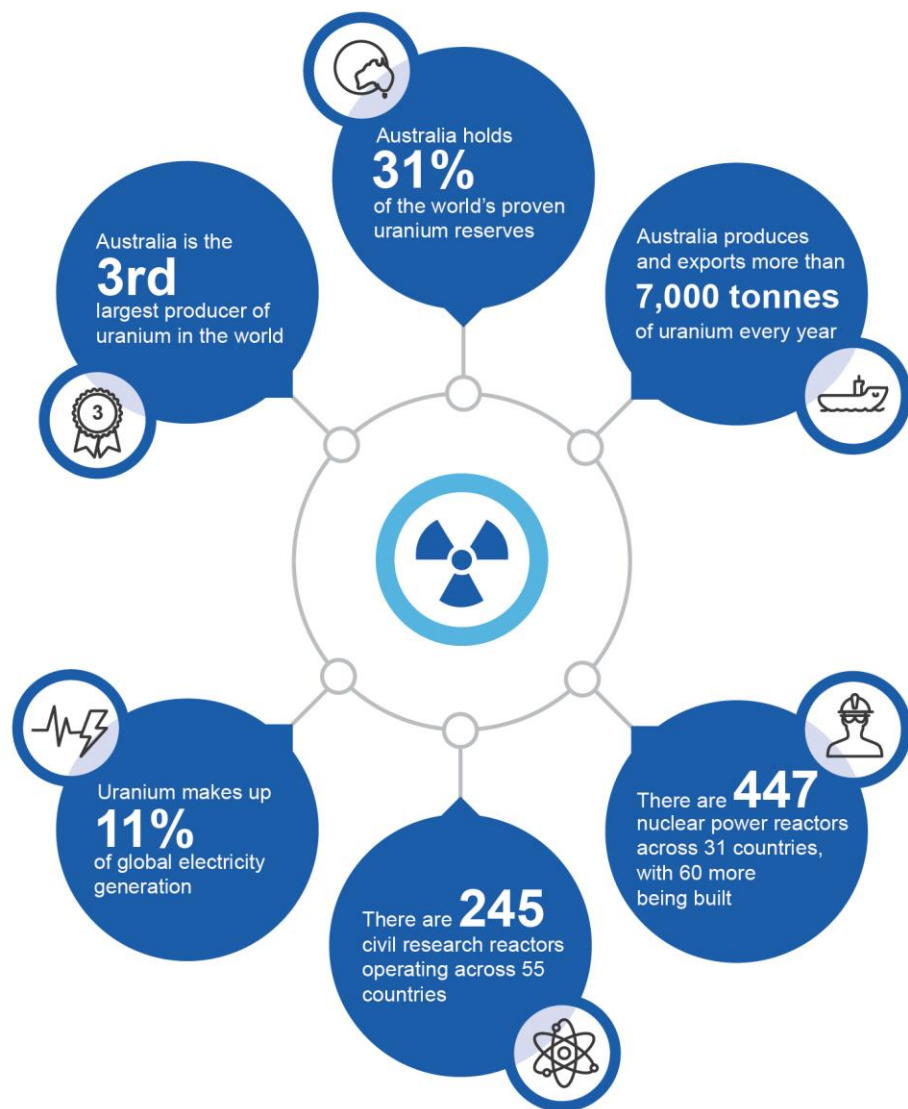 Australia holds
31%
of the world's proven
uranium reserves
Australia is the
3rd
largest producer of
uranium in the world
3
Australia produces
and exports more than
7,000 tonnes
of uranium every year
Uranium makes up
11%
of global electricity
generation
There are 245
civil research reactors
operating across 55
countries
There are 447
nuclear power reactors
across 31 countries,
with 60 more
being built